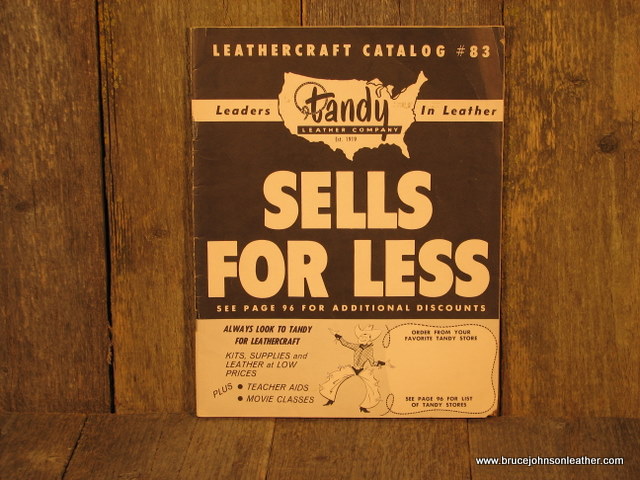 LEATHERCRAFT CATALOG #83
Leaders tandy In Leather
LEATHER COMPANY
Est. 1919
SELLS
FOR LESS
SEE PAGE 96 FOR ADDITIONAL DISCOUNTS
ALWAYS LOOK TO TANDY
FOR LEATHERCRAFT
KITS, SUPPLIES and
LEATHER at LOW
PRICES
PLUS
• TEACHER AIDS
• MOVIE CLASSES
ORDER FROM YOUR
FAVORITE TANDY STORE
SEE PAGE 96 FOR LIST
OF TANDY STORES
www.brucejohnsonleather.com